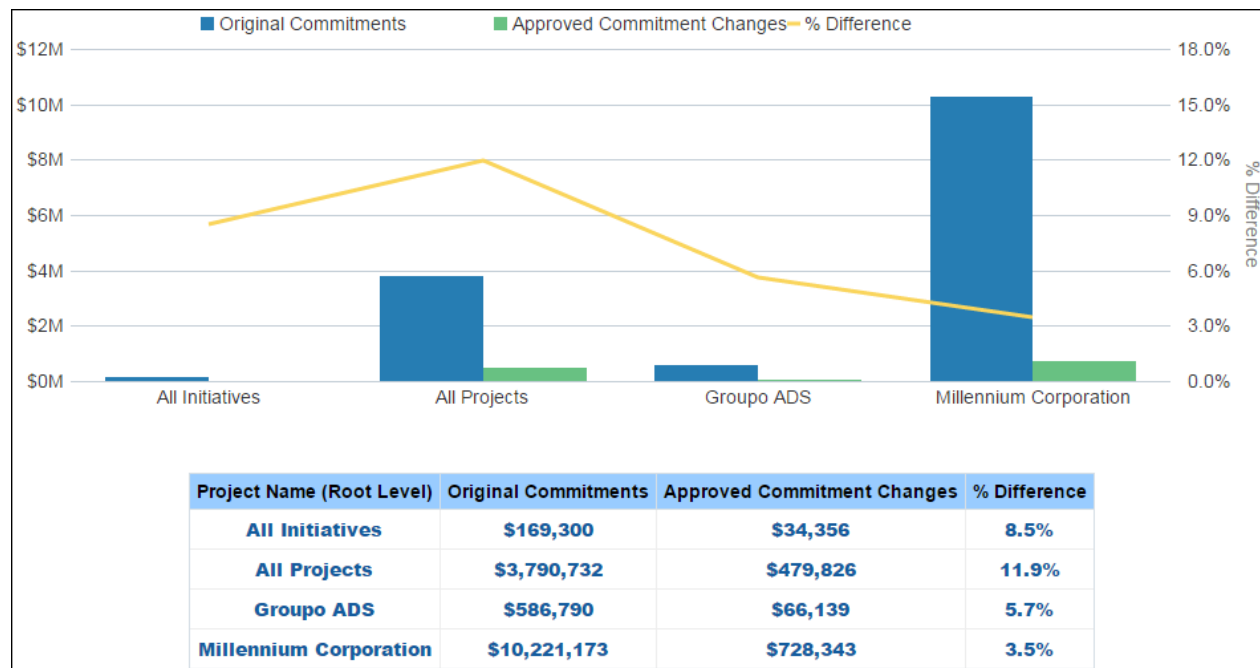 Original Commitments Approved Commitment Changes % Difference
$12M 18.0%
$10M 15.0%
$8M 12.0%
$6M 9.0%
$4M 6.0%
$2M 3.0%
$0M 0.0%
% Difference
All Initiatives All Projects Groupo ADS Millennium Corporation
Project Name (Root Level) Original Commitments Approved Commitment Changes % Difference
All Initiatives $169,300 $34,356 8.5%
All Projects $3,790,732 $479,826 11.9%
Groupo ADS $586,790 $66,139 5.7%
Millennium Corporation $10,221,173 $728,343 3.5%